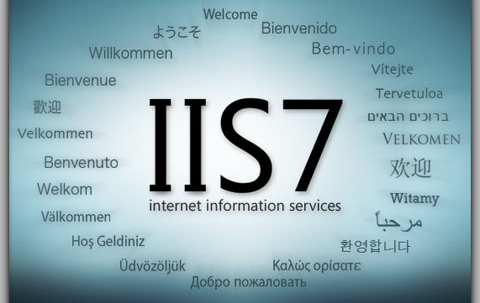 Welcome
ようこそ
Bienvenido
Willkommen
Bem-vindo
Bienvenue
Vítejte
歡迎
Tervetuloa
Velkommen
ברוכים הבאים
VELKOMEN
Benvenuto
欢迎
Welkom
Witamy
Välkommen
مرحباً
Hoş Geldiniz
환영합니다
Üdvözöljük
Καλώς ορίσατε
Добро пожаловать
IIS7
internet information services